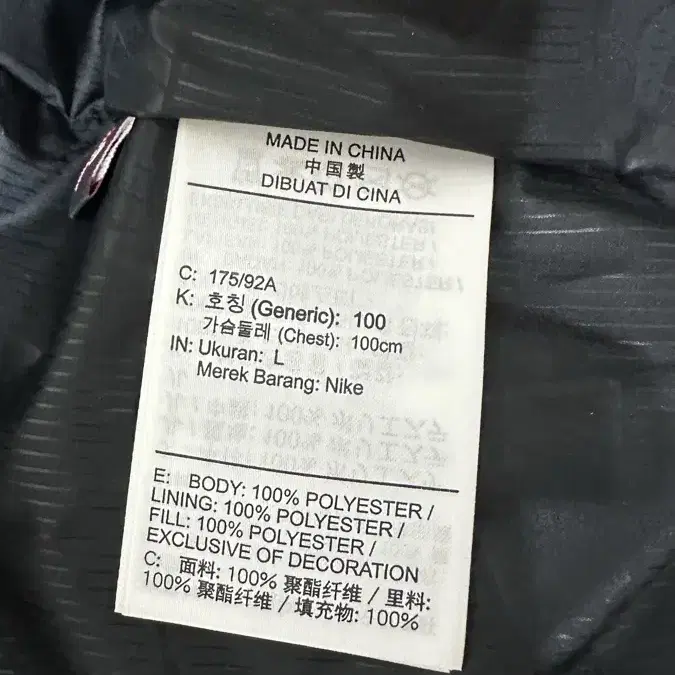 MADE IN CHINA
中国製
DIBUAT DI CINA
C: 175/92A
K: 호칭 (Generic): 100
가슴둘레 (Chest): 100cm
IN: Ukuran: L
Merek Barang: Nike
E: BODY: 100% POLYESTER /
LINING: 100% POLYESTER /
FILL: 100% POLYESTER /
EXCLUSIVE OF DECORATION
C: 面料: 100% 聚酯纤维 / 里料:
100% 聚酯纤维 / 填充物: 100%